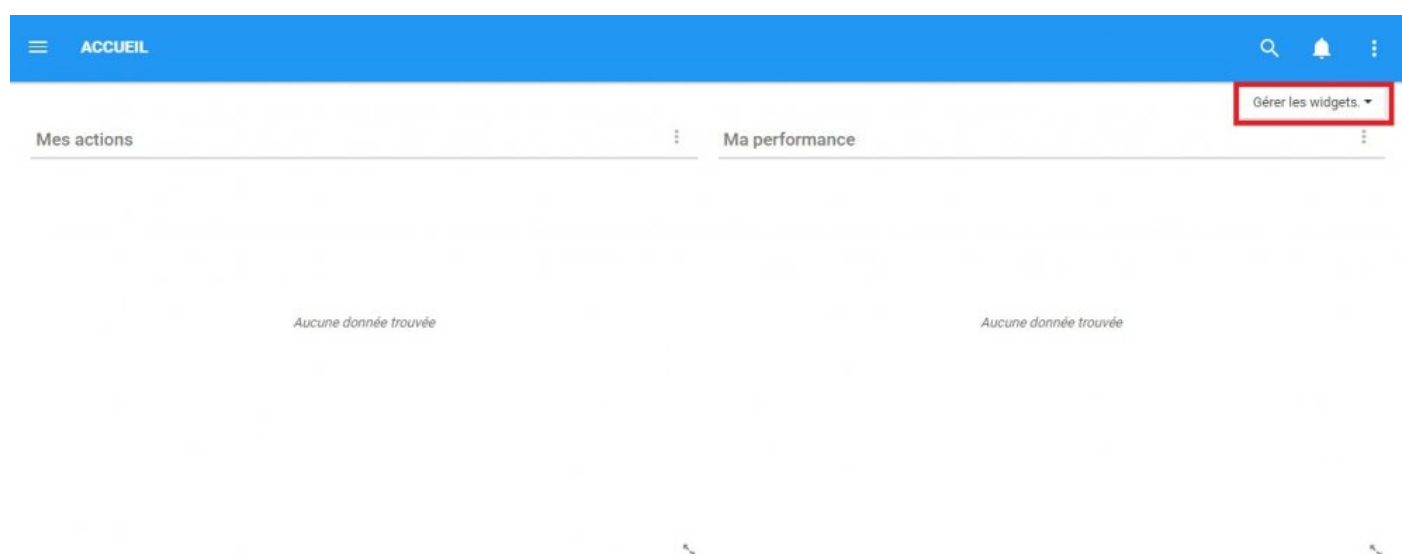 ACCUEIL
Gérer les widgets.
Mes actions
Ma performance
Aucune donnée trouvée
Aucune donnée trouvée